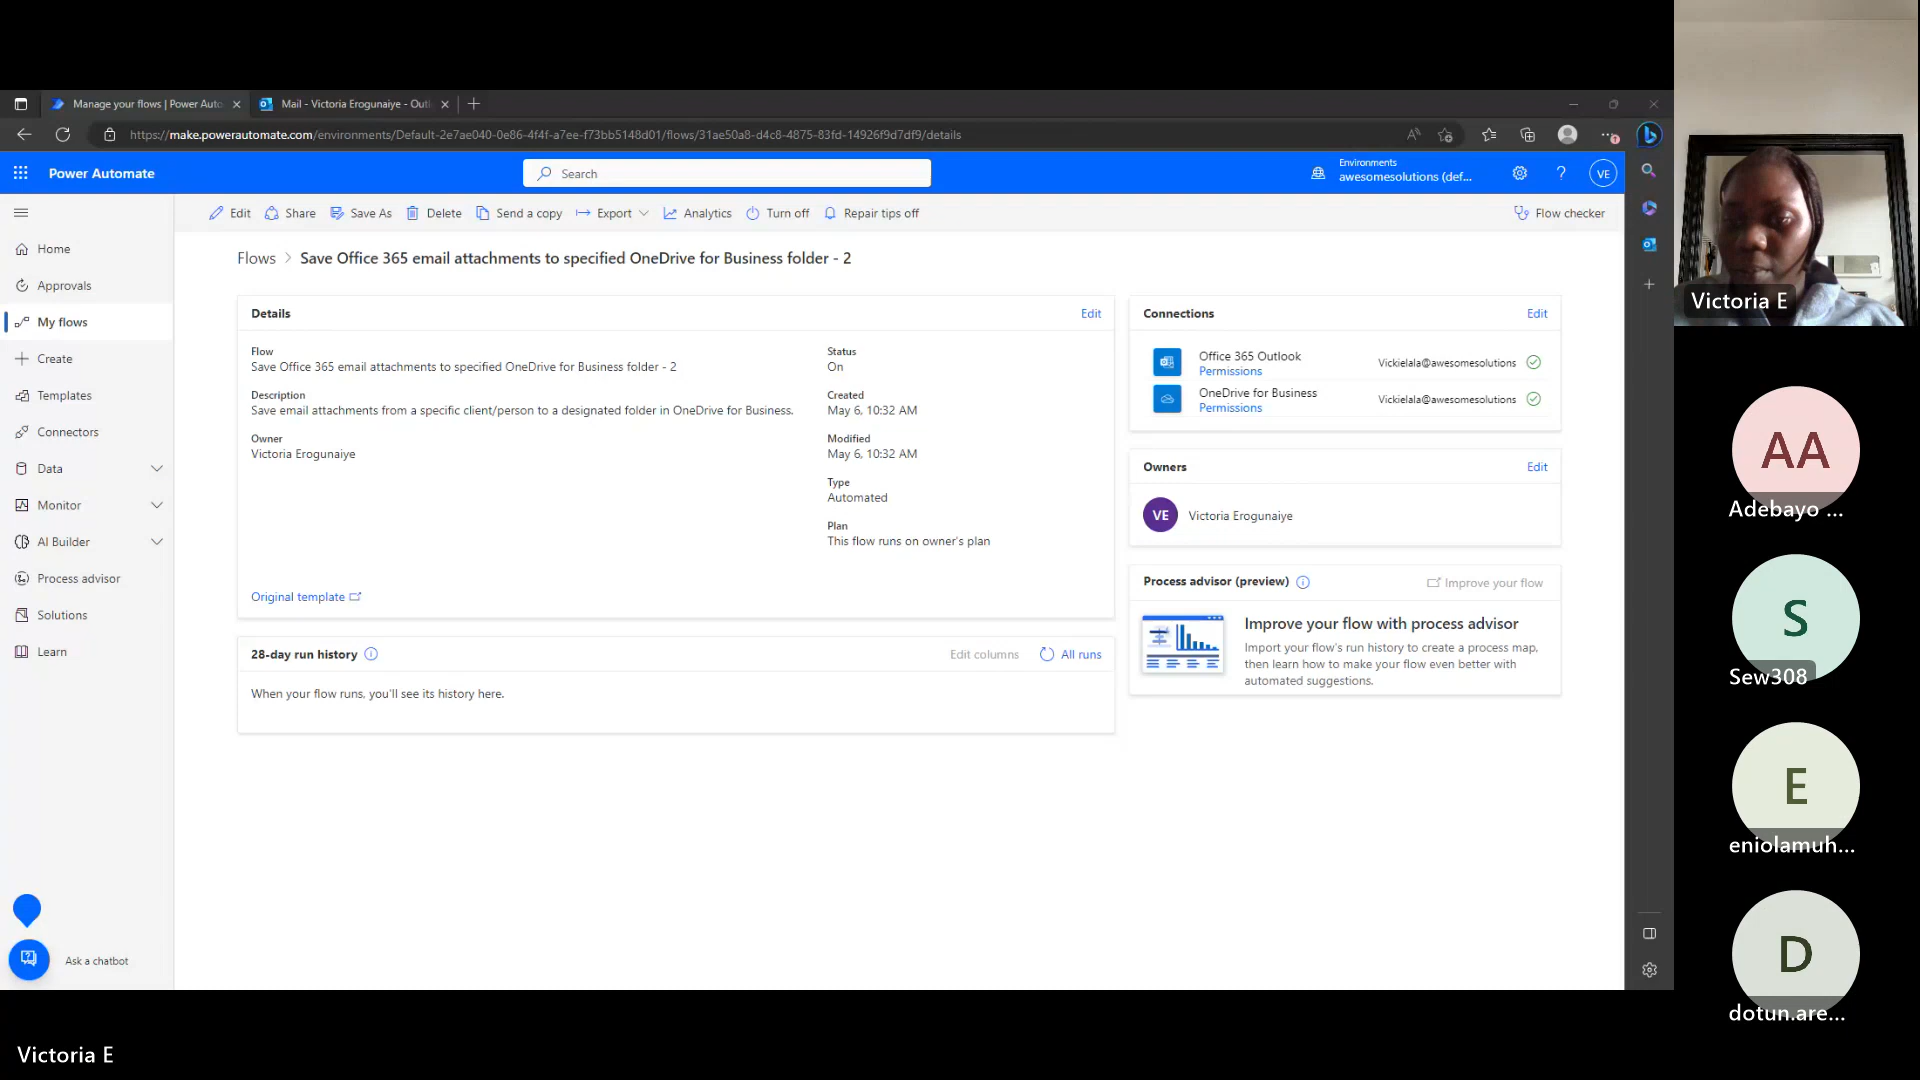 Manage your flows | Power Auto
Mail - Victoria Erogunaiye - Outl
https://make.powerautomate.com/environments/Default-2e7ae040-0e86-4f4f-a7ee-f73bb5148d01/flows/31ae50a8-d4c8-4875-83fd-14926f9d7df9/details
Power Automate
Search
Environments
awesomesolutions (def...
VE
Edit
Share
Save As
Delete
Send a copy
Export
Analytics
Turn off
Repair tips off
Flow checker
Home
Approvals
My flows
Create
Templates
Connectors
Data
Monitor
AI Builder
Process advisor
Solutions
Learn
Ask a chatbot
Flows > Save Office 365 email attachments to specified OneDrive for Business folder - 2
Details
Edit
Flow
Save Office 365 email attachments to specified OneDrive for Business folder - 2
Description
Save email attachments from a specific client/person to a designated folder in OneDrive for Business.
Owner
Victoria Erogunaiye
Status
On
Created
May 6, 10:32 AM
Modified
May 6, 10:32 AM
Type
Automated
Plan
This flow runs on owner's plan
Original template
28-day run history
Edit columns
All runs
When your flow runs, you'll see its history here.
Connections
Edit
Office 365 Outlook
Permissions
Vickielala@awesomesolutions
OneDrive for Business
Permissions
Vickielala@awesomesolutions
Owners
Edit
VE
Victoria Erogunaiye
Process advisor (preview)
Improve your flow
Improve your flow with process advisor
Import your flow's run history to create a process map,
then learn how to make your flow even better with
automated suggestions.
Victoria E
AA
Adebayo ...
S
Sew308
E
eniolamuh...
D
dotun.are...
Victoria E